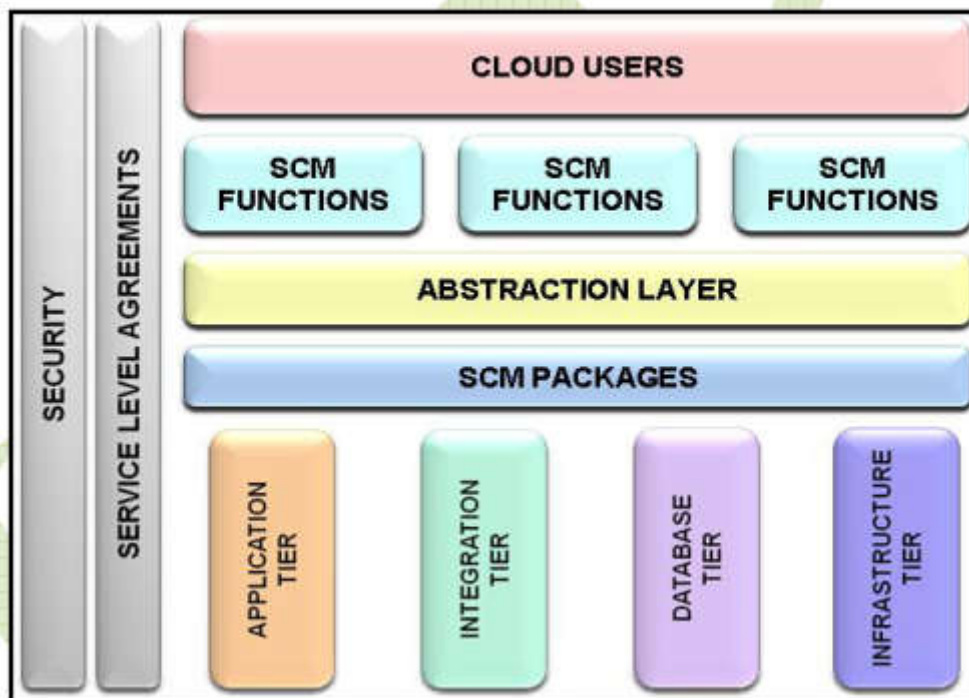 SECURITY
SERVICE LEVEL AGREEMENTS
CLOUD USERS
SCM
FUNCTIONS
SCM
FUNCTIONS
SCM
FUNCTIONS
ABSTRACTION LAYER
SCM PACKAGES
APPLICATION
TIER
INTEGRATION
TIER
DATABASE
TIER
INFRASTRUCTURE
TIER